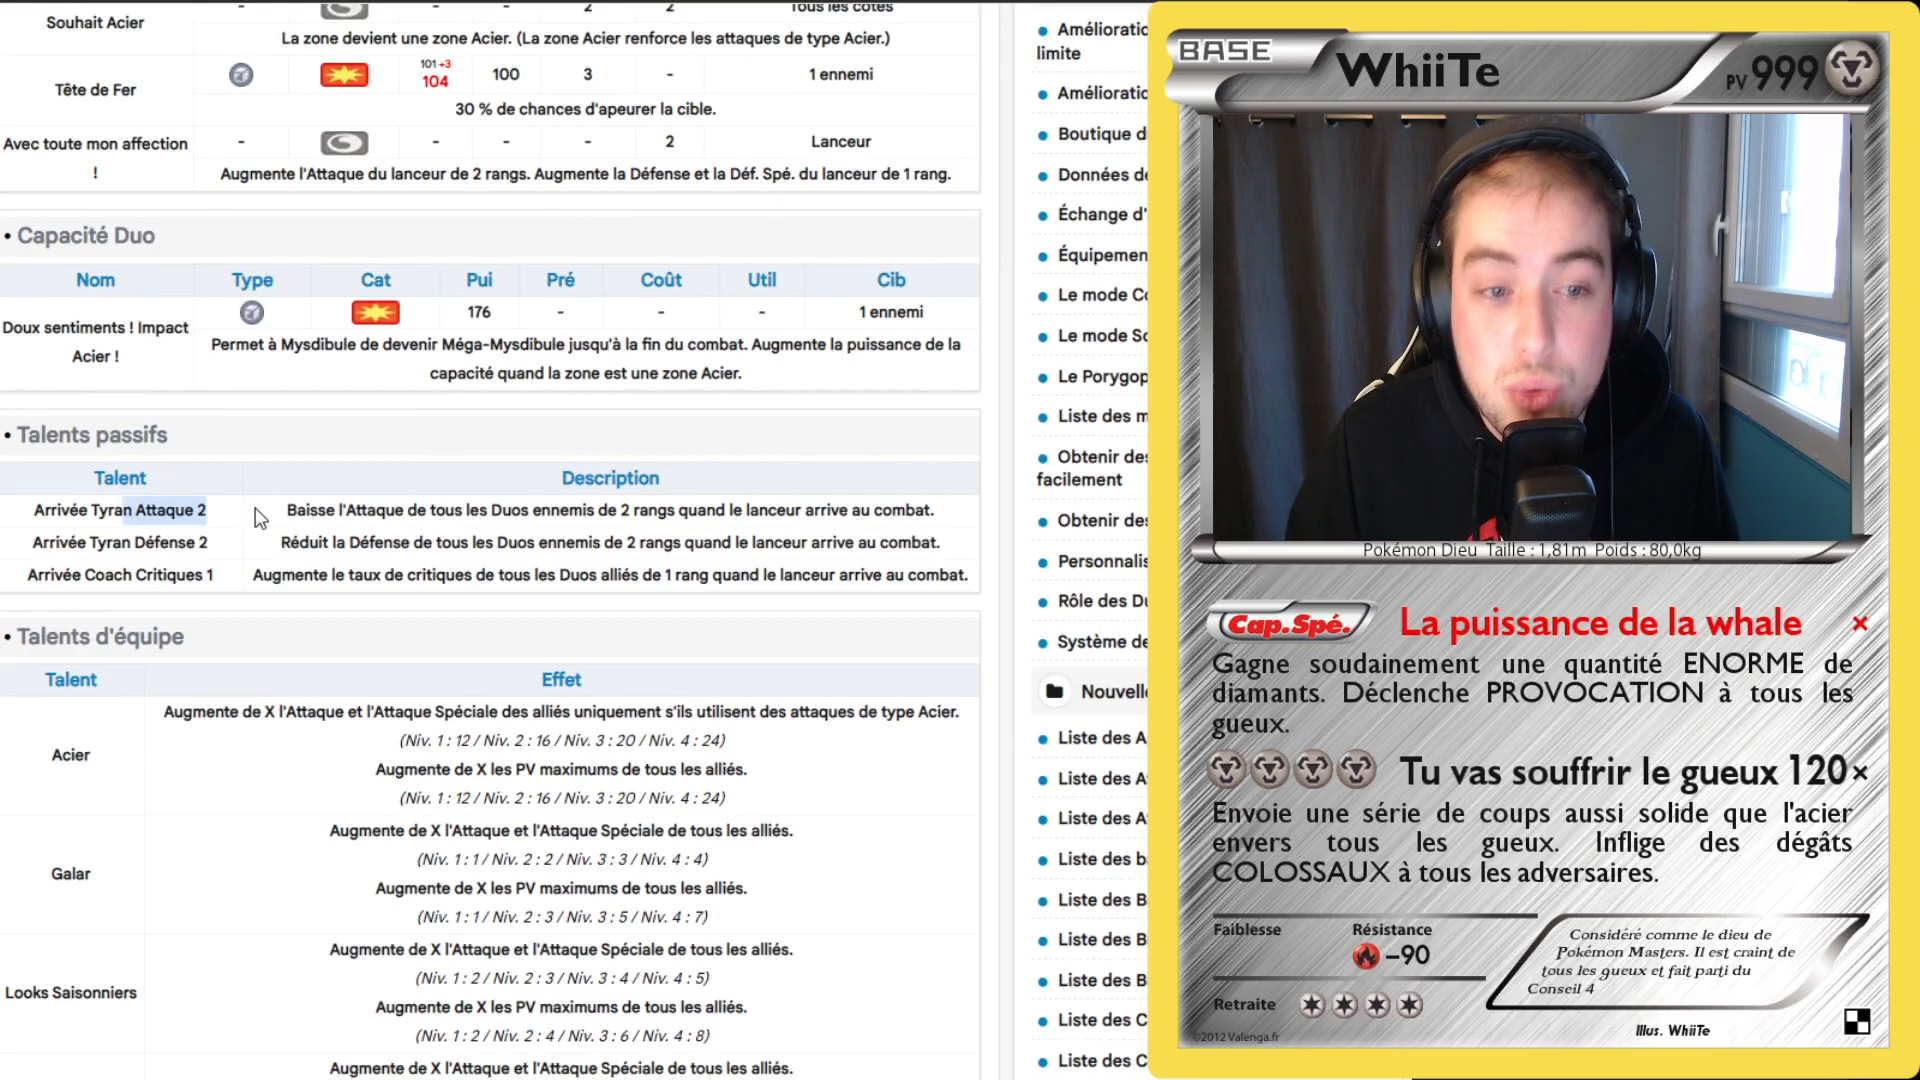 Souhait Acier
-
-
-
2
2
Tous les côtés
La zone devient une zone Acier. (La zone Acier renforce les attaques de type Acier.)
Tête de Fer
101 +3
104
100
3
-
1 ennemi
30 % de chances d'apeurer la cible.
Avec toute mon affection
!
-
-
-
-
2
Lanceur
Augmente l'Attaque du lanceur de 2 rangs. Augmente la Défense et la Déf. Spé. du lanceur de 1 rang.
• Capacité Duo
Nom Type Cat Pui Pré Coût Util Cib
Doux sentiments ! Impact
Acier !
176
-
-
-
1 ennemi
Permet à Mysdibule de devenir Méga-Mysdibule jusqu'à la fin du combat. Augmente la puissance de la
capacité quand la zone est une zone Acier.
• Talents passifs
Talent Description
Arrivée Tyran Attaque 2 Baisse l'Attaque de tous les Duos ennemis de 2 rangs quand le lanceur arrive au combat.
Arrivée Tyran Défense 2 Réduit la Défense de tous les Duos ennemis de 2 rangs quand le lanceur arrive au combat.
Arrivée Coach Critiques 1 Augmente le taux de critiques de tous les Duos alliés de 1 rang quand le lanceur arrive au combat.
• Talents d'équipe
Talent Effet
Acier
Augmente de X l'Attaque et l'Attaque Spéciale des alliés uniquement s'ils utilisent des attaques de type Acier.
(Niv. 1 : 12 / Niv. 2 : 16 / Niv. 3 : 20 / Niv. 4 : 24)
Augmente de X les PV maximums de tous les alliés.
(Niv. 1 : 12 / Niv. 2 : 16 / Niv. 3 : 20 / Niv. 4 : 24)
Galar
Augmente de X l'Attaque et l'Attaque Spéciale de tous les alliés.
(Niv. 1 : 1 / Niv. 2 : 2 / Niv. 3 : 3 / Niv. 4 : 4)
Augmente de X les PV maximums de tous les alliés.
(Niv. 1 : 1 / Niv. 2 : 3 / Niv. 3 : 5 / Niv. 4 : 7)
Looks Saisonniers
Augmente de X l'Attaque et l'Attaque Spéciale de tous les alliés.
(Niv. 1 : 2 / Niv. 2 : 3 / Niv. 3 : 4 / Niv. 4 : 5)
Augmente de X les PV maximums de tous les alliés.
(Niv. 1 : 2 / Niv. 2 : 4 / Niv. 3 : 6 / Niv. 4 : 8)
Augmente de X l'Attaque et l'Attaque Spéciale de tous les alliés.
Amélioratio
limite
Amélioratio
Boutique d
Données de
Échange d'
Équipemen
Le mode Co
Le mode So
Le Porygop
Liste des m
Obtenir des
facilement
Obtenir des
Personnalis
Rôle des Du
Système de
Nouvelle
Liste des A
Liste des A
Liste des A
Liste des ba
Liste des B
Liste des B
Liste des B
Liste des C
Liste des C
BASE
WhiiTe
PV 999
Pokémon Dieu Taille : 1,81m Poids : 80,0kg
Cap.Spé. La puissance de la whale ×
Gagne soudainement une quantité ENORME de
diamants. Déclenche PROVOCATION à tous les
gueux.
Tu vas souffrir le gueux 120×
Envoie une série de coups aussi solide que l'acier
envers tous les gueux. Inflige des dégâts
COLOSSAUX à tous les adversaires.
Faiblesse Résistance
-90
Retraite
Considéré comme le dieu de
Pokémon Masters. Il est craint de
tous les gueux et fait parti du
Conseil 4
©2012 Valenga.fr
Illus. WhiiTe